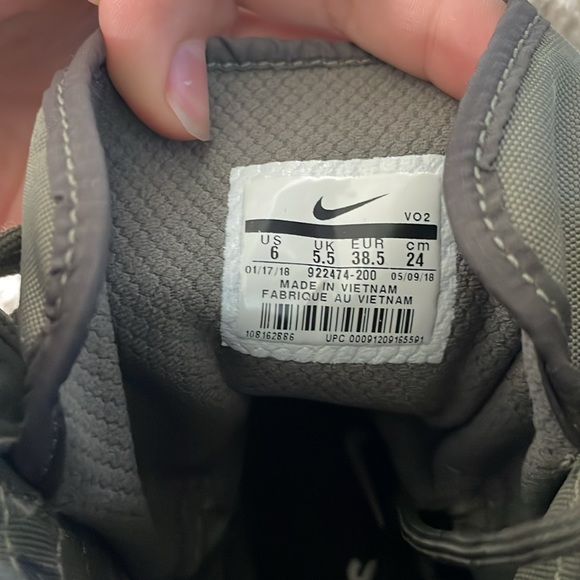 VO2
US UK EUR cm
6 5.5 38.5 24
01/17/18 922474-200 05/09/18
MADE IN VIETNAM
FABRIQUE AU VIETNAM
108162886 UPC 00091209165591